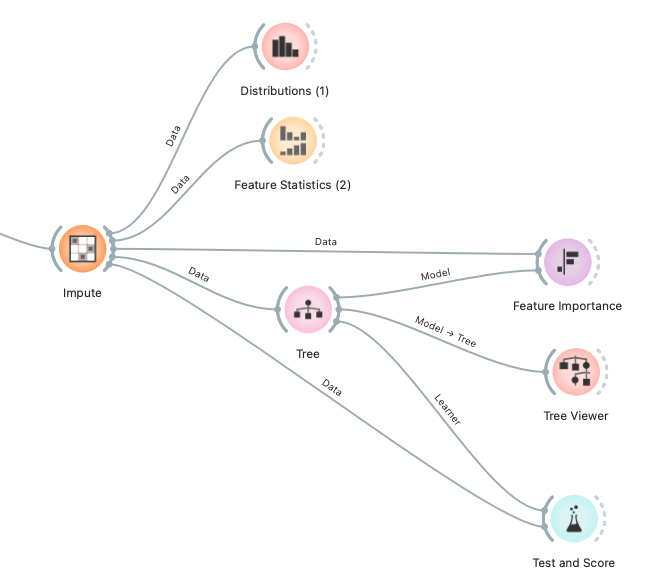 Distributions (1)
Data
Feature Statistics (2)
Data
Data
Impute
Data
Model
Feature Importance
Tree
Model → Tree
Tree Viewer
Data
Learner
Test and Score